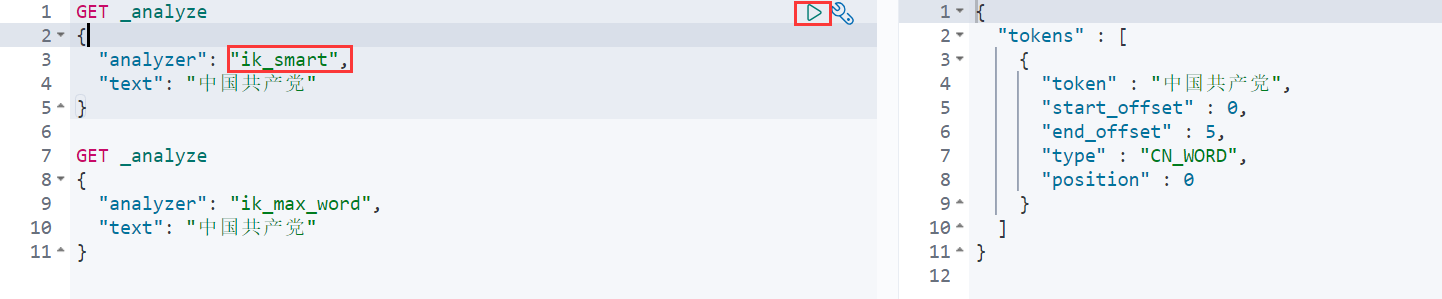 1 GET _analyze
2 {
3 "analyzer": "ik_smart",
4 "text": "中国共产党"
5 }
6
7 GET _analyze
8 {
9 "analyzer": "ik_max_word",
10 "text": "中国共产党"
11 }
1 {
2 "tokens" : [
3 {
4 "token" : "中国共产党",
5 "start_offset" : 0,
6 "end_offset" : 5,
7 "type" : "CN_WORD",
8 "position" : 0
9 }
10 ]
11 }
12